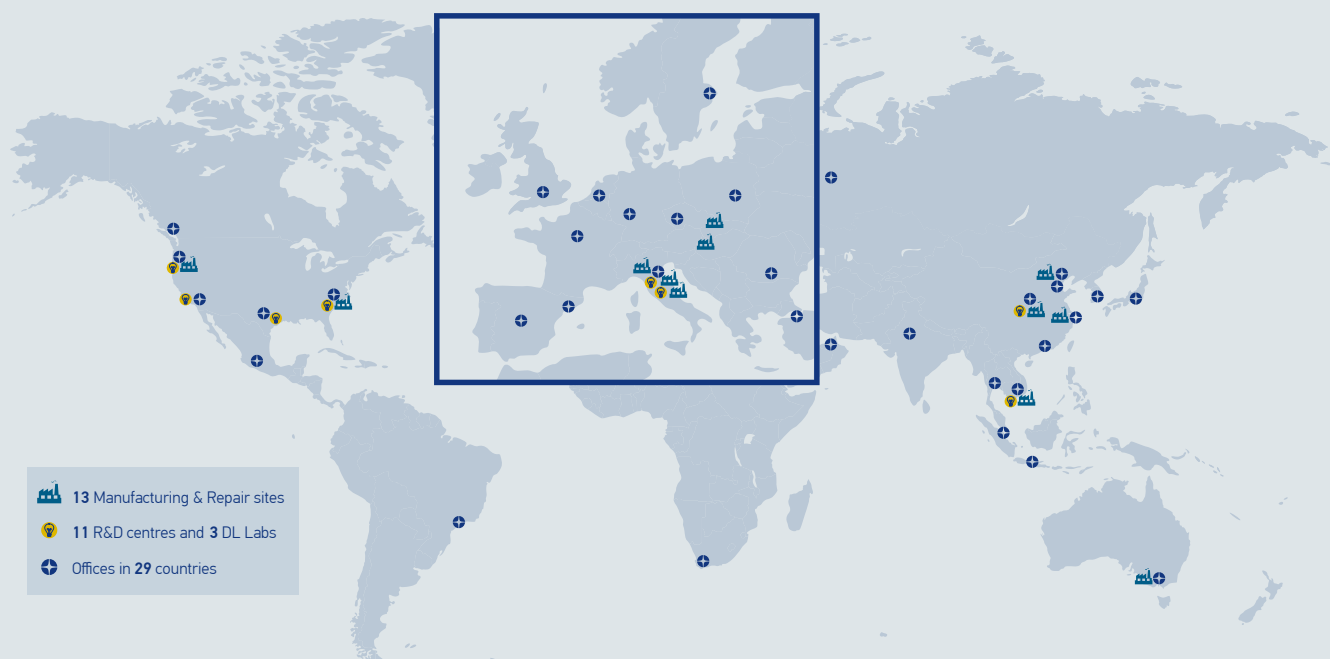 13 Manufacturing & Repair sites
11 R&D centres and 3 DL Labs
Offices in 29 countries